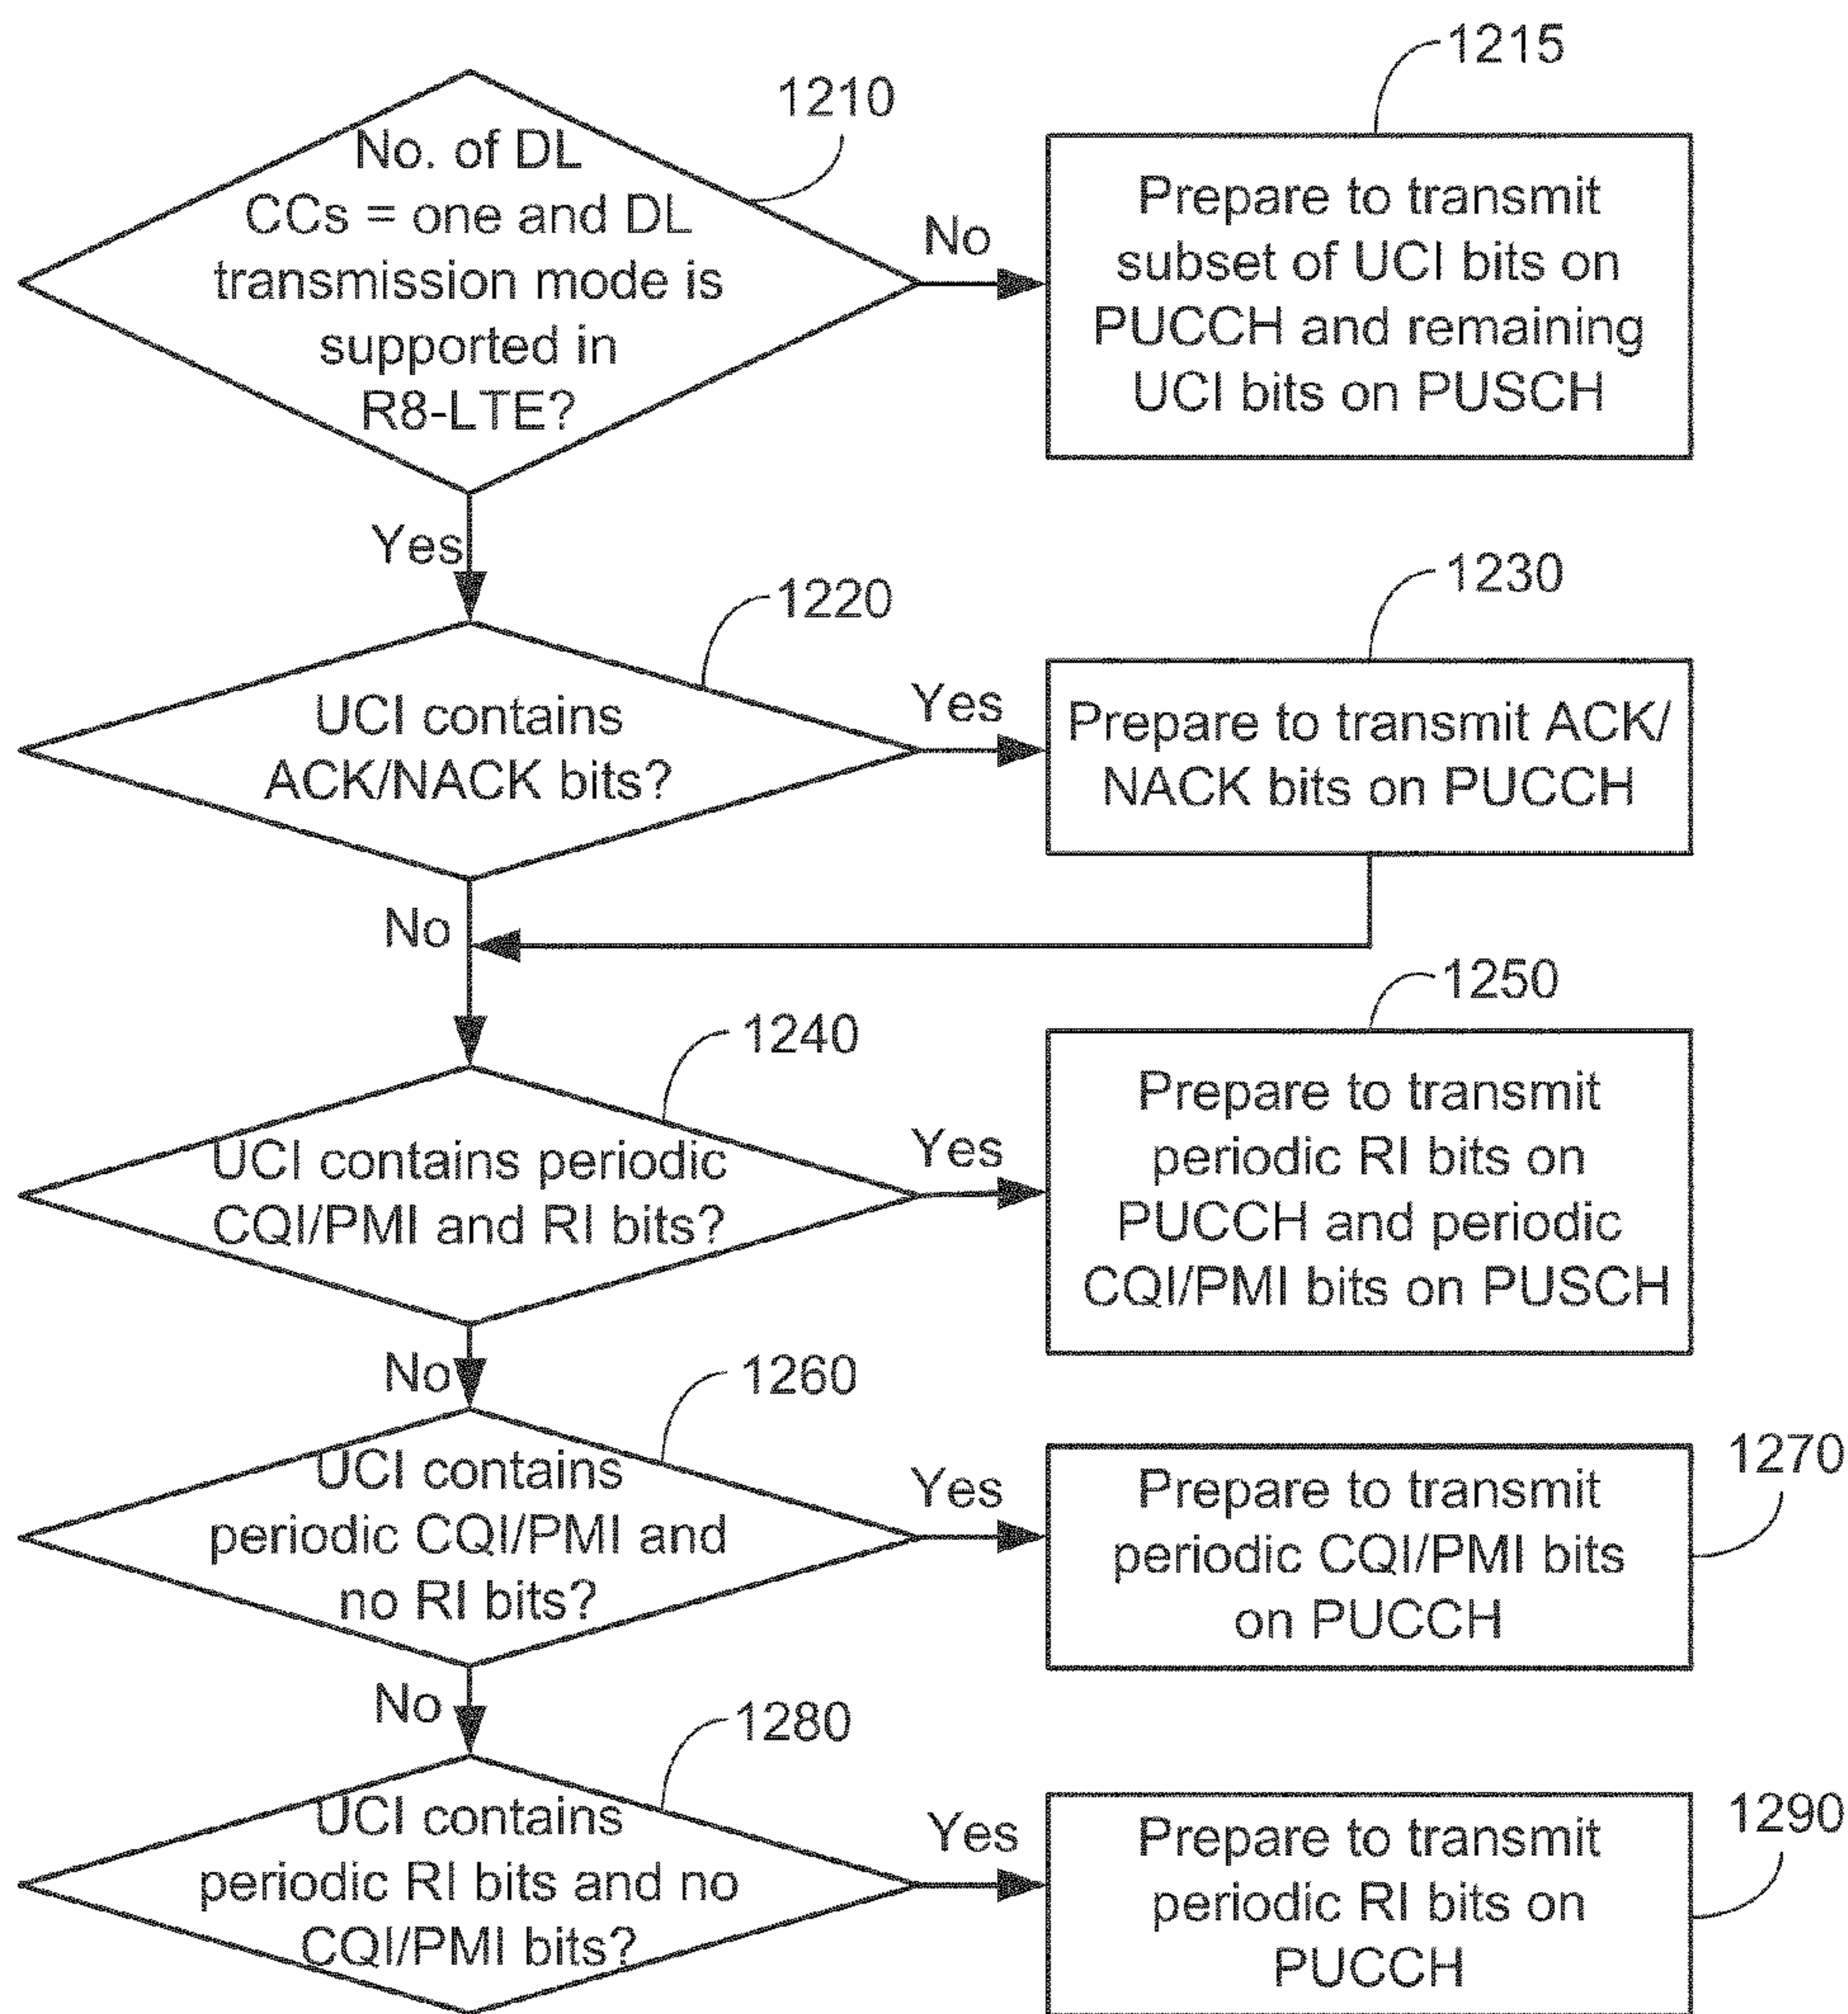 1210
No. of DL
CCs = one and DL
transmission mode is
supported in
R8-LTE?
No
1215
Prepare to transmit
subset of UCI bits on
PUCCH and remaining
UCI bits on PUSCH
Yes
1220
UCI contains
ACK/NACK bits?
Yes
1230
Prepare to transmit ACK/
NACK bits on PUCCH
No
1240
UCI contains periodic
CQI/PMI and RI bits?
Yes
1250
Prepare to transmit
periodic RI bits on
PUCCH and periodic
CQI/PMI bits on PUSCH
No
1260
UCI contains
periodic CQI/PMI and
no RI bits?
Yes
1270
Prepare to transmit
periodic CQI/PMI bits
on PUCCH
No
1280
UCI contains
periodic RI bits and no
CQI/PMI bits?
Yes
1290
Prepare to transmit
periodic RI bits on
PUCCH